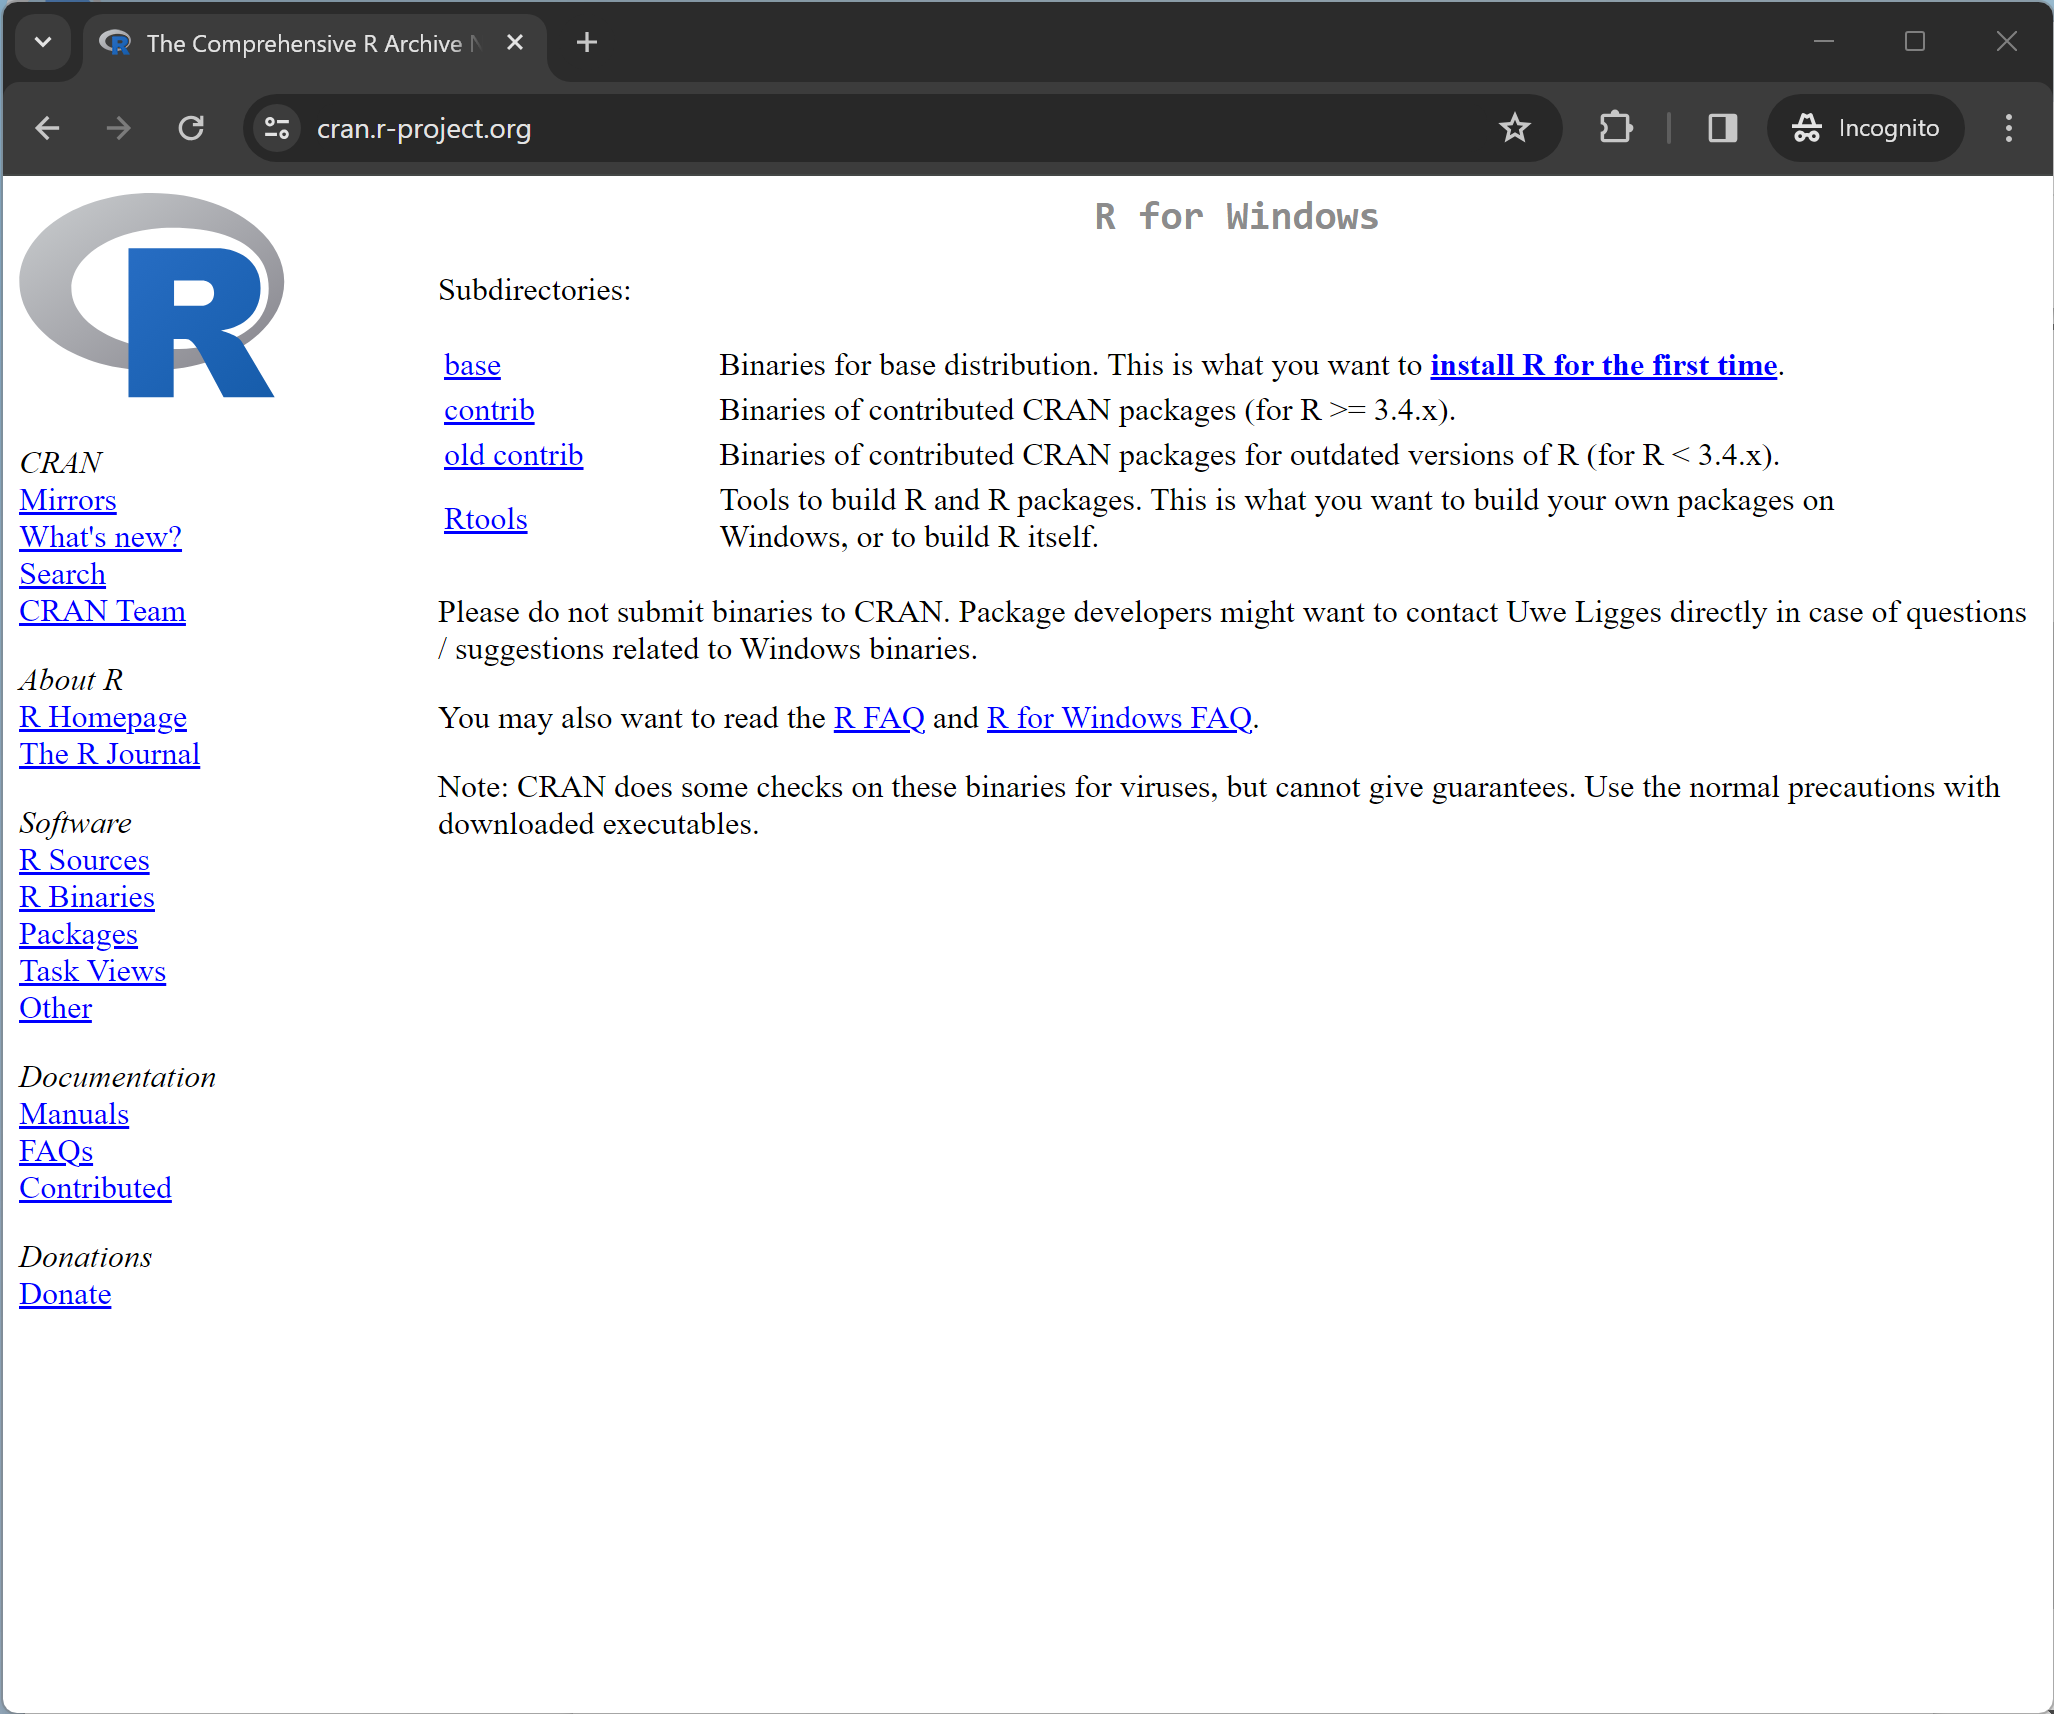 The Comprehensive R Archive
cran.r-project.org
Incognito
R
R for Windows
Subdirectories:
base Binaries for base distribution. This is what you want to install R for the first time.
contrib Binaries of contributed CRAN packages (for R >= 3.4.x).
old contrib Binaries of contributed CRAN packages for outdated versions of R (for R < 3.4.x).
Rtools Tools to build R and R packages. This is what you want to build your own packages on
Windows, or to build R itself.
Please do not submit binaries to CRAN. Package developers might want to contact Uwe Ligges directly in case of questions
/ suggestions related to Windows binaries.
You may also want to read the R FAQ and R for Windows FAQ.
Note: CRAN does some checks on these binaries for viruses, but cannot give guarantees. Use the normal precautions with
downloaded executables.
CRAN
Mirrors
What's new?
Search
CRAN Team
About R
R Homepage
The R Journal
Software
R Sources
R Binaries
Packages
Task Views
Other
Documentation
Manuals
FAQs
Contributed
Donations
Donate